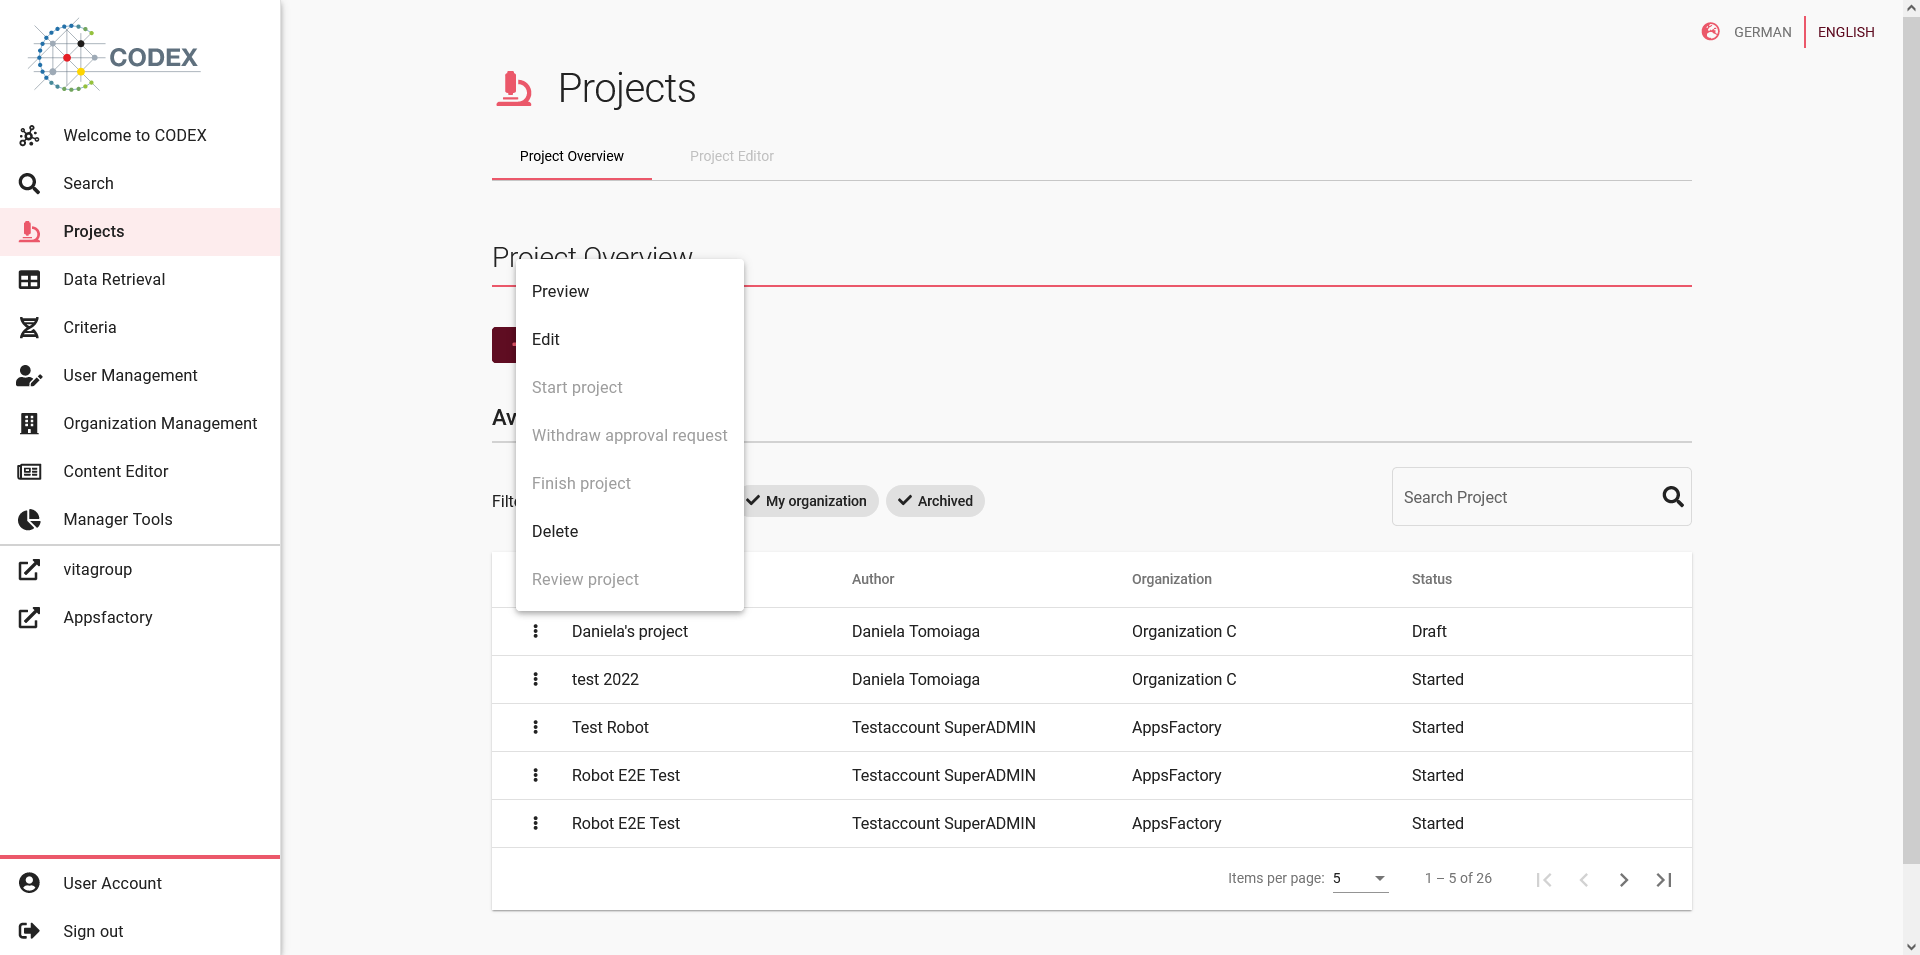 CODEX
Welcome to CODEX
Search
Projects
Data Retrieval
Criteria
User Management
Organization Management
Content Editor
Manager Tools
vitagroup
Appsfactory
User Account
Sign out
GERMAN
ENGLISH
Projects
Project Overview
Project Editor
Project Overview
Preview
Edit
Start project
Withdraw approval request
Finish project
Delete
Review project
My organization
Archived
Search Project
Author Organization Status
Daniela's project Daniela Tomoiaga Organization C Draft
test 2022 Daniela Tomoiaga Organization C Started
Test Robot Testaccount SuperADMIN AppsFactory Started
Robot E2E Test Testaccount SuperADMIN AppsFactory Started
Robot E2E Test Testaccount SuperADMIN AppsFactory Started
Items per page: 5 1 – 5 of 26